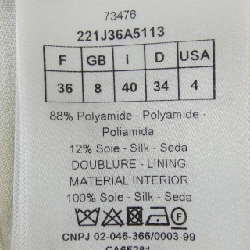 73476
221J36A5113
F GB I D USA
36 8 40 34 4
88% Polyamide - Polyame -
Poliamida
12% Soie - Silk - Seda
DOUBLURE - LINING
MATERIAL INTERIOR
100% Soie - Silk - Seda
CNPJ 02-046-366/0003-99